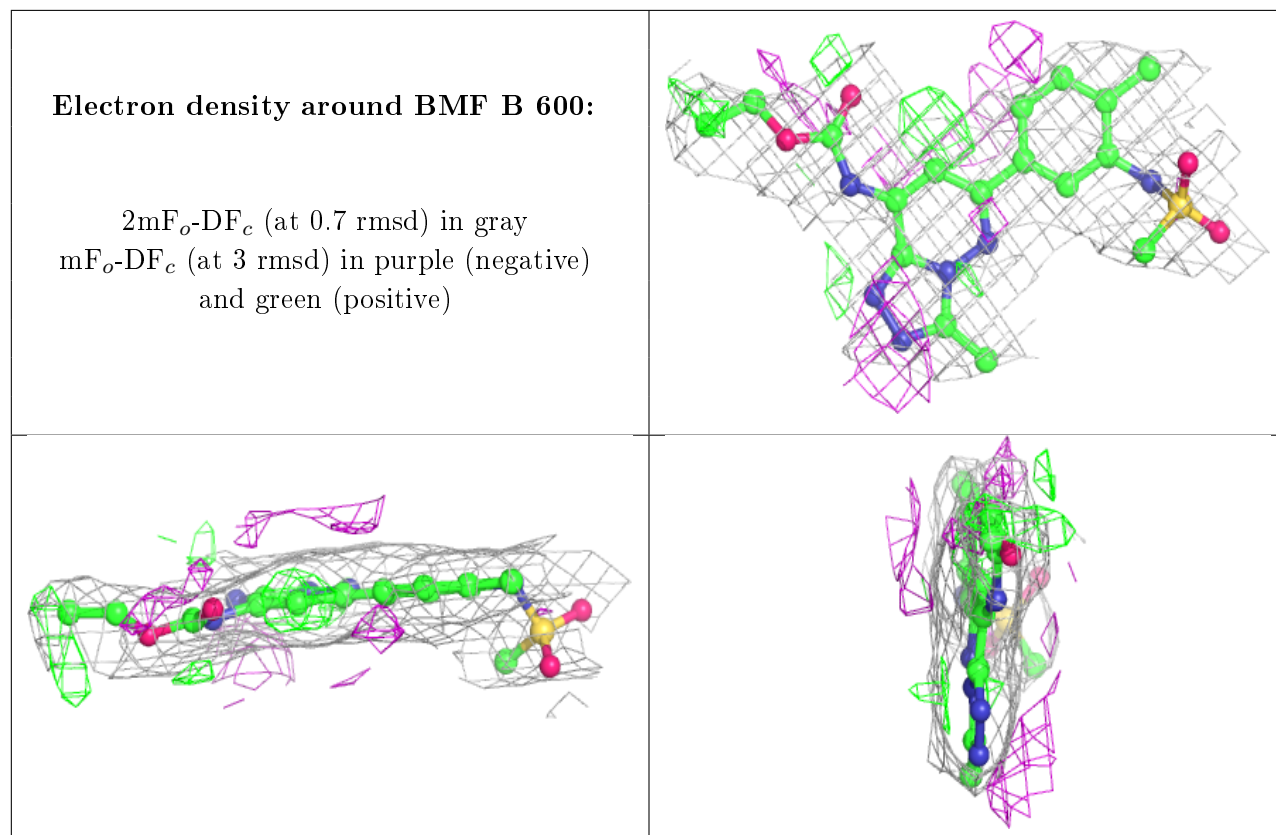 Electron density around BMF B 600:
2mFo-DFc (at 0.7 rmsd) in gray
mFo-DFc (at 3 rmsd) in purple (negative)
and green (positive)